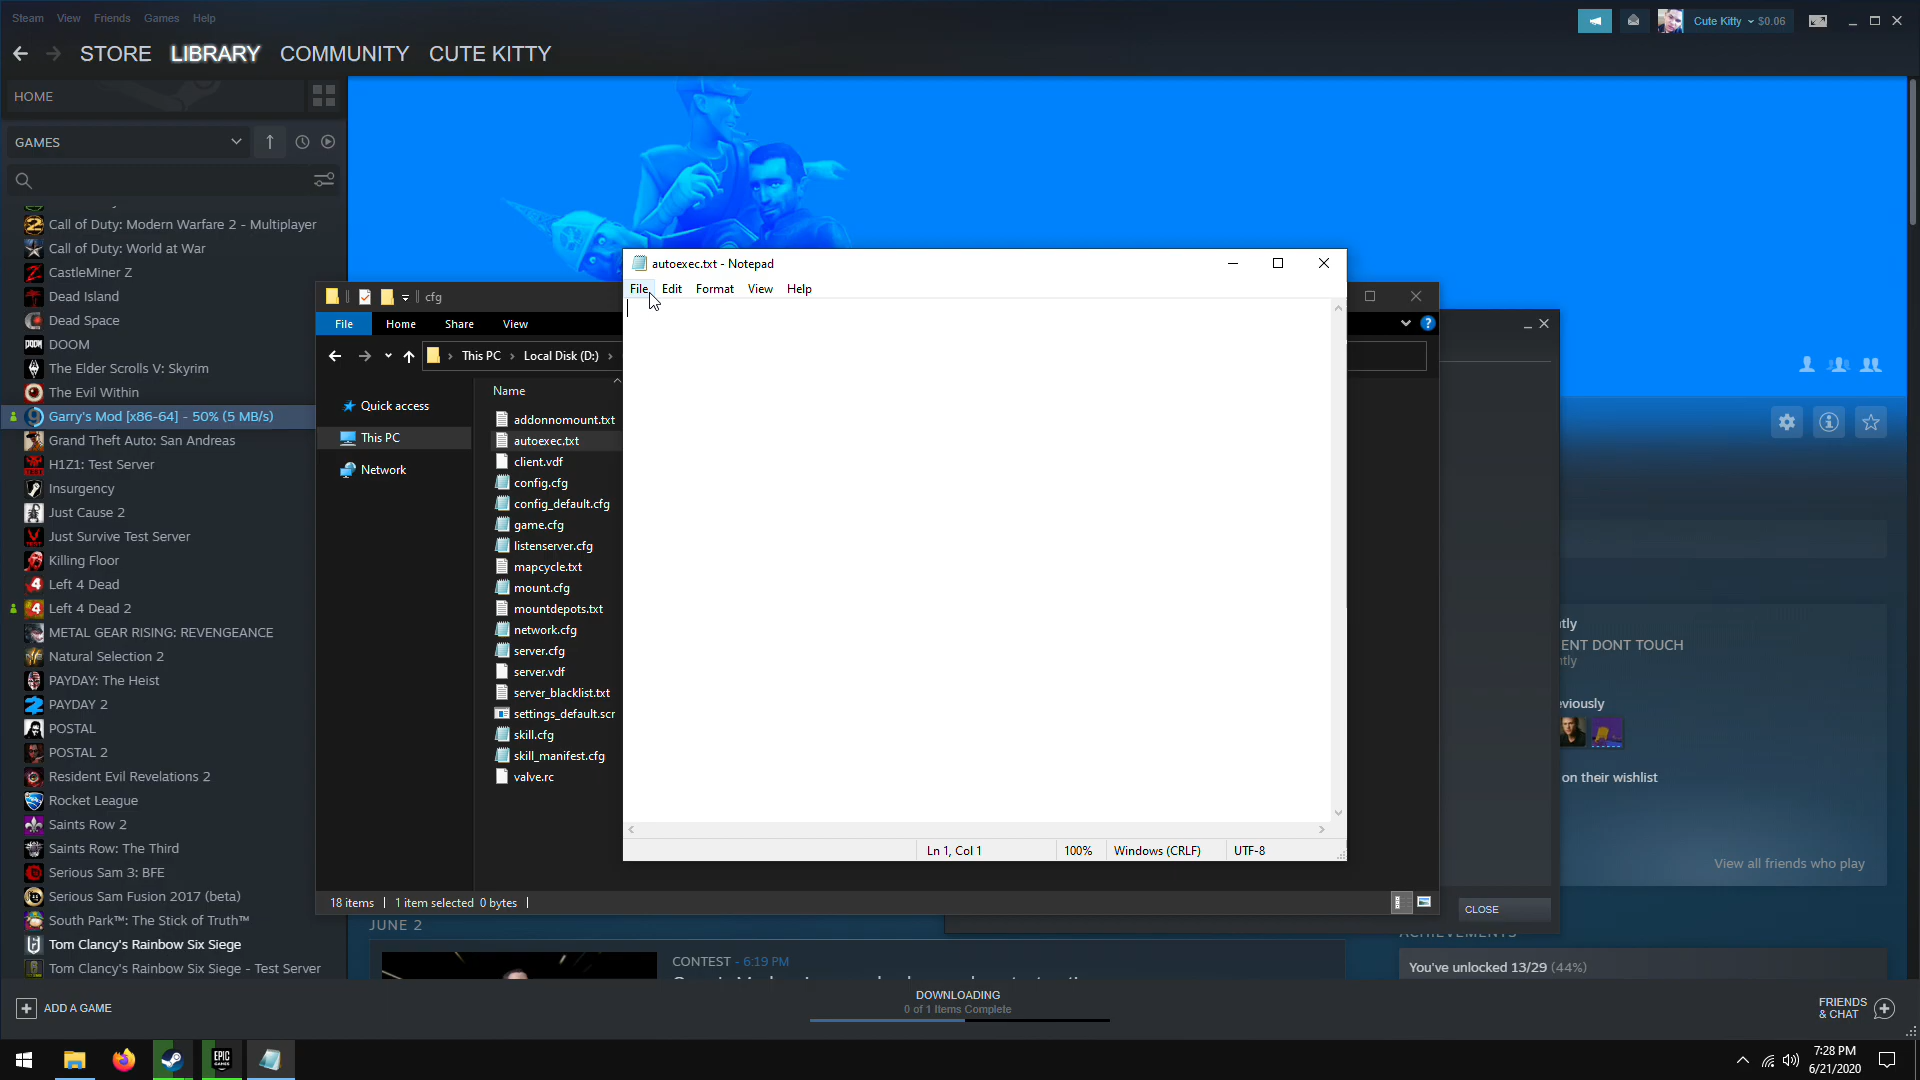 Steam View Friends Games Help
Cute Kitty $0.06
STORE LIBRARY COMMUNITY CUTE KITTY
HOME
GAMES
Call of Duty: Modern Warfare 2 - Multiplayer
Call of Duty: World at War
CastleMiner Z
Dead Island
Dead Space
DOOM
The Elder Scrolls V: Skyrim
The Evil Within
Garry's Mod [x86-64] - 50% (5 MB/s)
Grand Theft Auto: San Andreas
H1Z1: Test Server
Insurgency
Just Cause 2
Just Survive Test Server
Killing Floor
Left 4 Dead
Left 4 Dead 2
METAL GEAR RISING: REVENGEANCE
Natural Selection 2
PAYDAY: The Heist
PAYDAY 2
POSTAL
POSTAL 2
Resident Evil Revelations 2
Rocket League
Saints Row 2
Saints Row: The Third
Serious Sam 3: BFE
Serious Sam Fusion 2017 (beta)
South Park™: The Stick of Truth™
Tom Clancy's Rainbow Six Siege
Tom Clancy's Rainbow Six Siege - Test Server
ADD A GAME
cfg
File Home Share View
This PC Local Disk (D:)
Quick access
This PC
Network
Name
addonnomount.txt
autoexec.txt
client.vdf
config.cfg
config_default.cfg
game.cfg
listenserver.cfg
mapcycle.txt
mount.cfg
mountdepots.txt
network.cfg
server.cfg
server.vdf
server_blacklist.txt
settings_default.scr
skill.cfg
skill_manifest.cfg
valve.rc
18 items 1 item selected 0 bytes
autoexec.txt - Notepad
File Edit Format View Help
Ln 1, Col 1 100% Windows (CRLF) UTF-8
ENT DONT TOUCH
on their wishlist
View all friends who play
CLOSE
JUNE 2
CONTEST - 6:19 PM
ACHIEVEMENTS
You've unlocked 13/29 (44%)
DOWNLOADING
0 of 1 Items Complete
FRIENDS
& CHAT
EPIC
GAMES
7:28 PM
6/21/2020